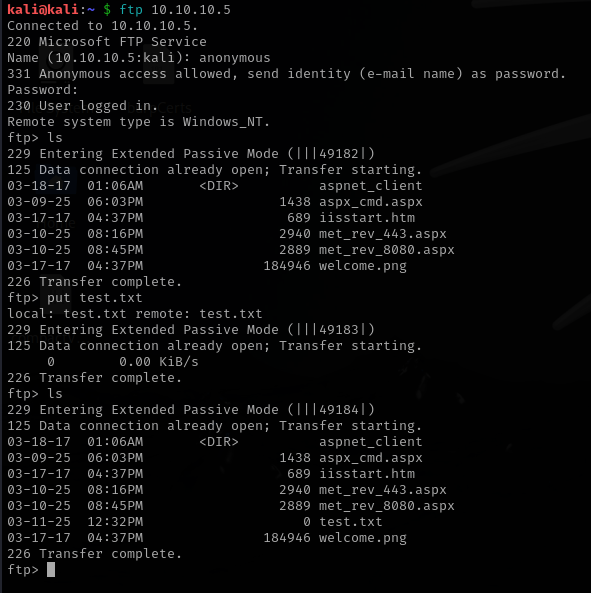 kali@kali:~ $ ftp 10.10.10.5
Connected to 10.10.10.5.
220 Microsoft FTP Service
Name (10.10.10.5:kali): anonymous
331 Anonymous access allowed, send identity (e-mail name) as password.
Password:
230 User logged in.
Remote system type is Windows_NT.
ftp> ls
229 Entering Extended Passive Mode (|||49182|)
125 Data connection already open; Transfer starting.
03-18-17  01:06AM       <DIR>          aspnet_client
03-09-25  06:03PM                 1438 aspx_cmd.aspx
03-17-17  04:37PM                  689 iisstart.htm
03-10-25  08:16PM                 2940 met_rev_443.aspx
03-10-25  08:45PM                 2889 met_rev_8080.aspx
03-17-17  04:37PM               184946 welcome.png
226 Transfer complete.
ftp> put test.txt
local: test.txt remote: test.txt
229 Entering Extended Passive Mode (|||49183|)
125 Data connection already open; Transfer starting.
     0        0.00 KiB/s
226 Transfer complete.
ftp> ls
229 Entering Extended Passive Mode (|||49184|)
125 Data connection already open; Transfer starting.
03-18-17  01:06AM       <DIR>          aspnet_client
03-09-25  06:03PM                 1438 aspx_cmd.aspx
03-17-17  04:37PM                  689 iisstart.htm
03-10-25  08:16PM                 2940 met_rev_443.aspx
03-10-25  08:45PM                 2889 met_rev_8080.aspx
03-11-25  12:32PM                    0 test.txt
03-17-17  04:37PM               184946 welcome.png
226 Transfer complete.
ftp>